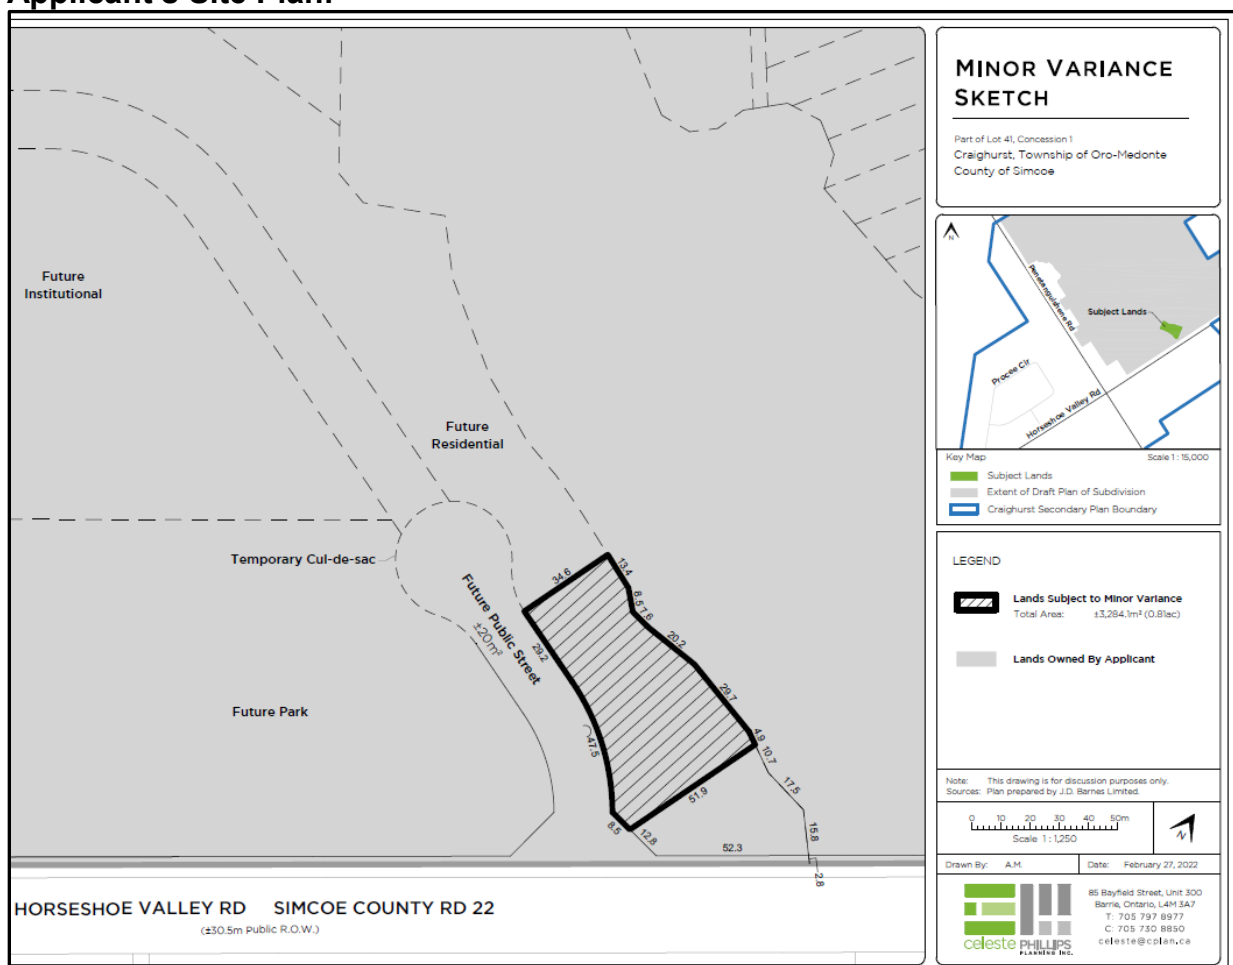 Applicant's Site Plan:
Future
Institutional
Future
Residential
Temporary Cul-de-sac
Future Public Street
±20m²
Future Park
34.6
13.4
8.5
7.6
20.2
29.7
4.9
10.7
17.5
15.8
2.8
29.2
47.5
8.5
12.8
51.9
52.3
HORSESHOE VALLEY RD SIMCOE COUNTY RD 22
(±30.5m Public R.O.W.)
MINOR VARIANCE
SKETCH
Part of Lot 41, Concession 1
Craighurst, Township of Oro-Medonte
County of Simcoe
N
Penetanguishene Rd
Subject Lands
Procee Cir
Horseshoe Valley Rd
Key Map Scale 1 : 15,000
Subject Lands
Extent of Draft Plan of Subdivision
Craighurst Secondary Plan Boundary
LEGEND
Lands Subject to Minor Variance
Total Area: ±3,284.1m² (0.81ac)
Lands Owned By Applicant
Note: This drawing is for discussion purposes only.
Sources: Plan prepared by J.D. Barnes Limited.
0 10 20 30 40 50m
Scale 1 : 1,250
N
Drawn By: A.M. Date: February 27, 2022
celeste PHILLIPS
PLANNING INC.
85 Bayfield Street, Unit 300
Barrie, Ontario, L4M 3A7
T: 705 797 8977
C: 705 730 8850
celeste@cplan.ca